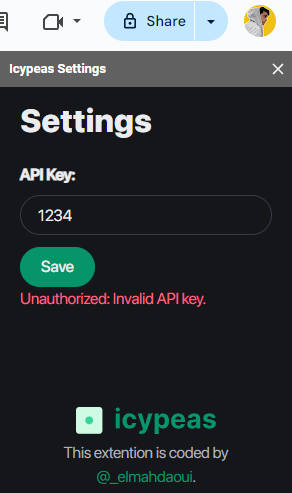 Share
Icypeas Settings
Settings
API Key:
1234
Save
Unauthorized: Invalid API key.
icypeas
This extention is coded by
@_elmahdaoui.